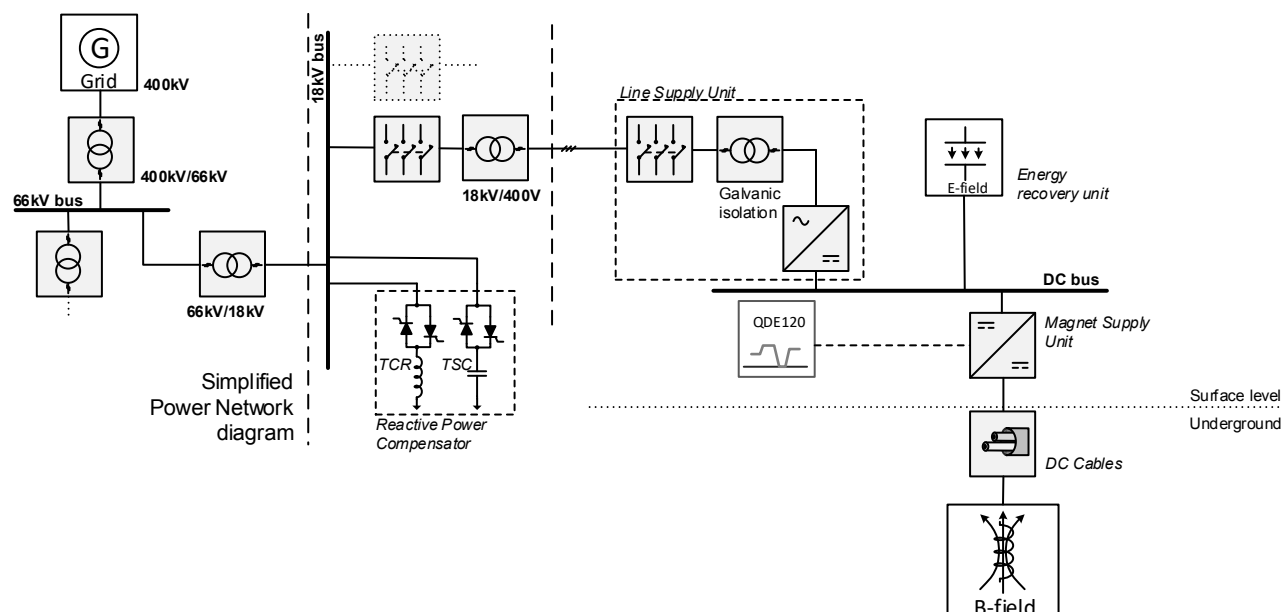 G
Grid
400kV
400kV/66kV
66kV bus
66kV/18kV
Simplified
Power Network
diagram
18kV bus
18kV/400V
TCR
TSC
Reactive Power
Compensator
Line Supply Unit
Galvanic
isolation
E-field
Energy
recovery unit
DC bus
QDE120
Magnet Supply
Unit
Surface level
Underground
DC Cables
B-field